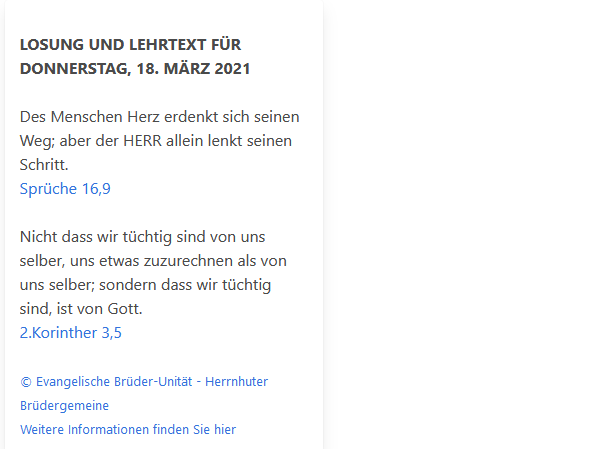 LOSUNG UND LEHRTEXT FÜR
DONNERSTAG, 18. MÄRZ 2021
Des Menschen Herz erdenkt sich seinen
Weg; aber der HERR allein lenkt seinen
Schritt.
Sprüche 16,9
Nicht dass wir tüchtig sind von uns
selber, uns etwas zuzurechnen als von
uns selber; sondern dass wir tüchtig
sind, ist von Gott.
2.Korinther 3,5
© Evangelische Brüder-Unität - Herrnhuter
Brüdergemeine
Weitere Informationen finden Sie hier